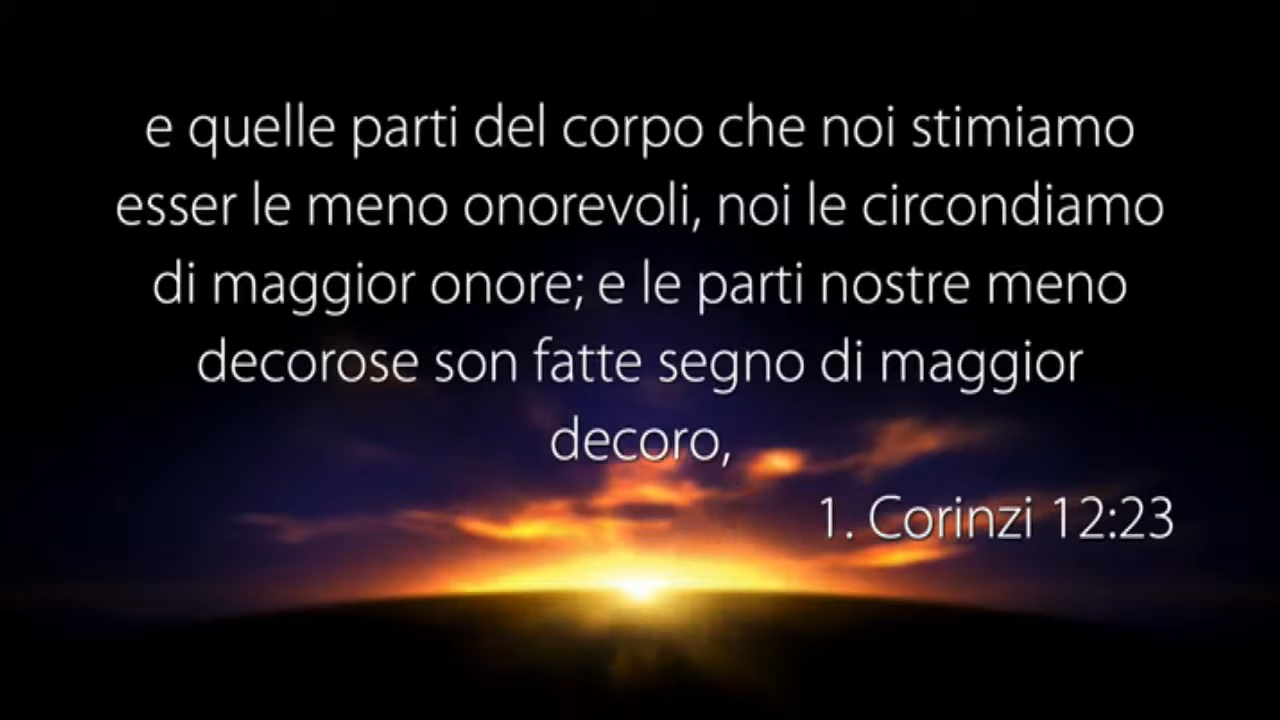 e quelle parti del corpo che noi stimiamo
esser le meno onorevoli, noi le circondiamo
di maggior onore; e le parti nostre meno
decorose son fatte segno di maggior
decoro,
1. Corinzi 12:23